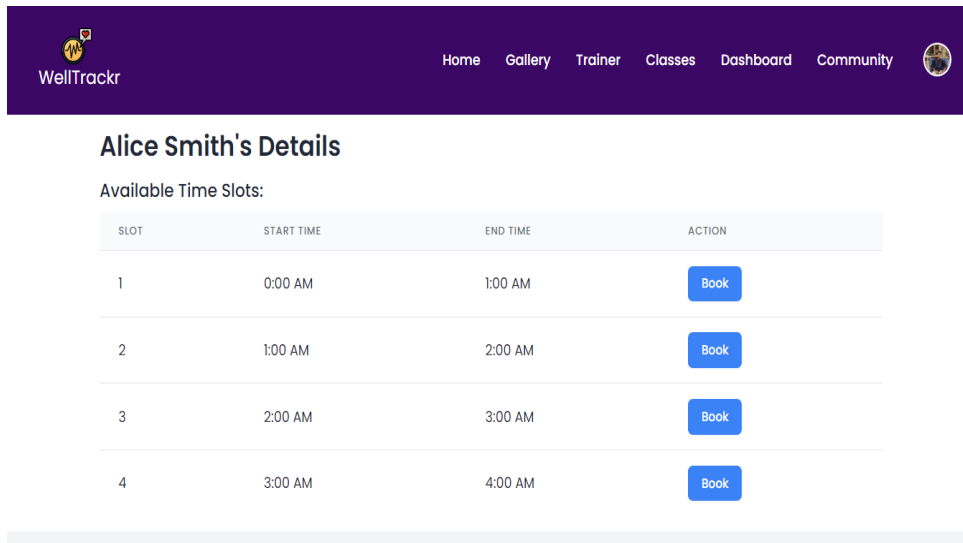 WellTrackr
Home Gallery Trainer Classes Dashboard Community
Alice Smith's Details
Available Time Slots:
SLOT START TIME END TIME ACTION
1 0:00 AM 1:00 AM Book
2 1:00 AM 2:00 AM Book
3 2:00 AM 3:00 AM Book
4 3:00 AM 4:00 AM Book